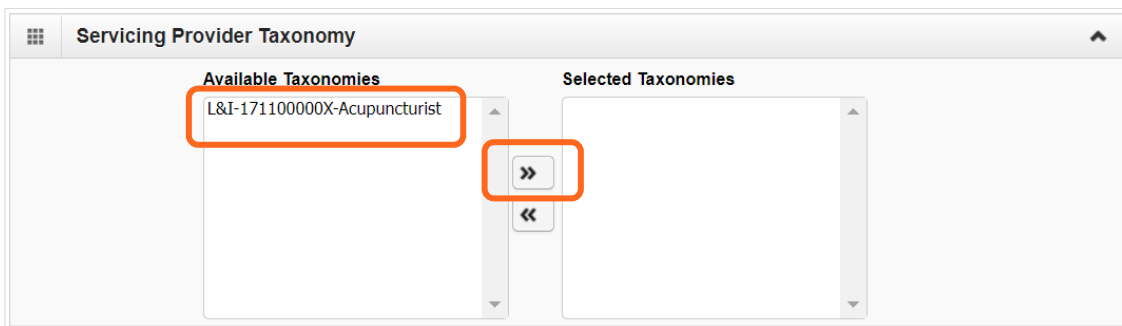 Servicing Provider Taxonomy
Available Taxonomies
Selected Taxonomies
L&I-171100000X-Acupuncturist
»
«